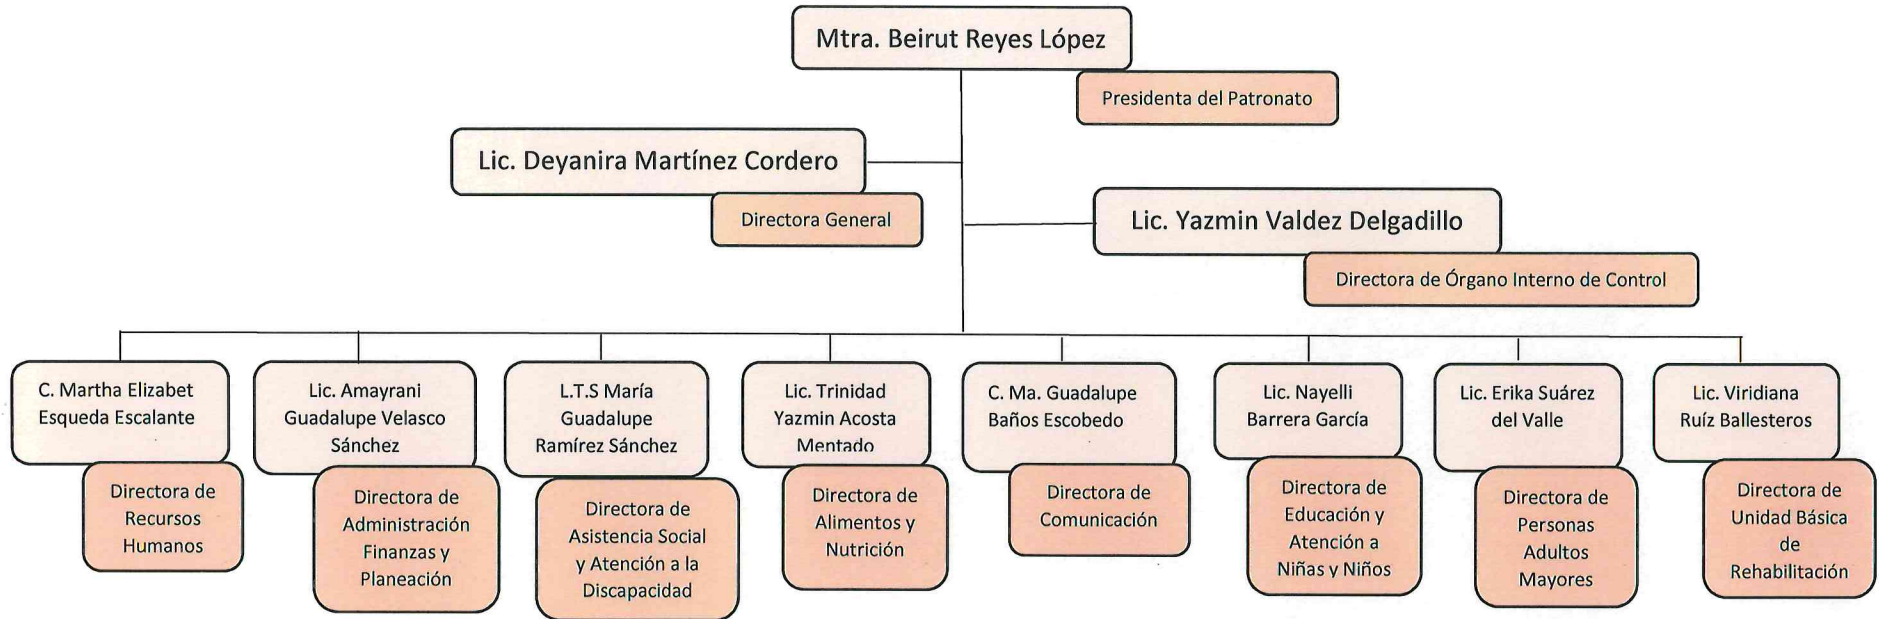 Mtra. Beirut Reyes López
Presidenta del Patronato
Lic. Deyanira Martínez Cordero
Directora General
Lic. Yazmin Valdez Delgadillo
Directora de Órgano Interno de Control
C. Martha Elizabet
Esqueda Escalante
Directora de
Recursos
Humanos
Lic. Amayrani
Guadalupe Velasco
Sánchez
Directora de
Administración
Finanzas y
Planeación
L.T.S María
Guadalupe
Ramírez Sánchez
Directora de
Asistencia Social
y Atención a la
Discapacidad
Lic. Trinidad
Yazmin Acosta
Mentado
Directora de
Alimentos y
Nutrición
C. Ma. Guadalupe
Baños Escobedo
Directora de
Comunicación
Lic. Nayelli
Barrera García
Directora de
Educación y
Atención a
Niñas y Niños
Lic. Erika Suárez
del Valle
Directora de
Personas
Adultos
Mayores
Lic. Viridiana
Ruíz Ballesteros
Directora de
Unidad Básica
de
Rehabilitación